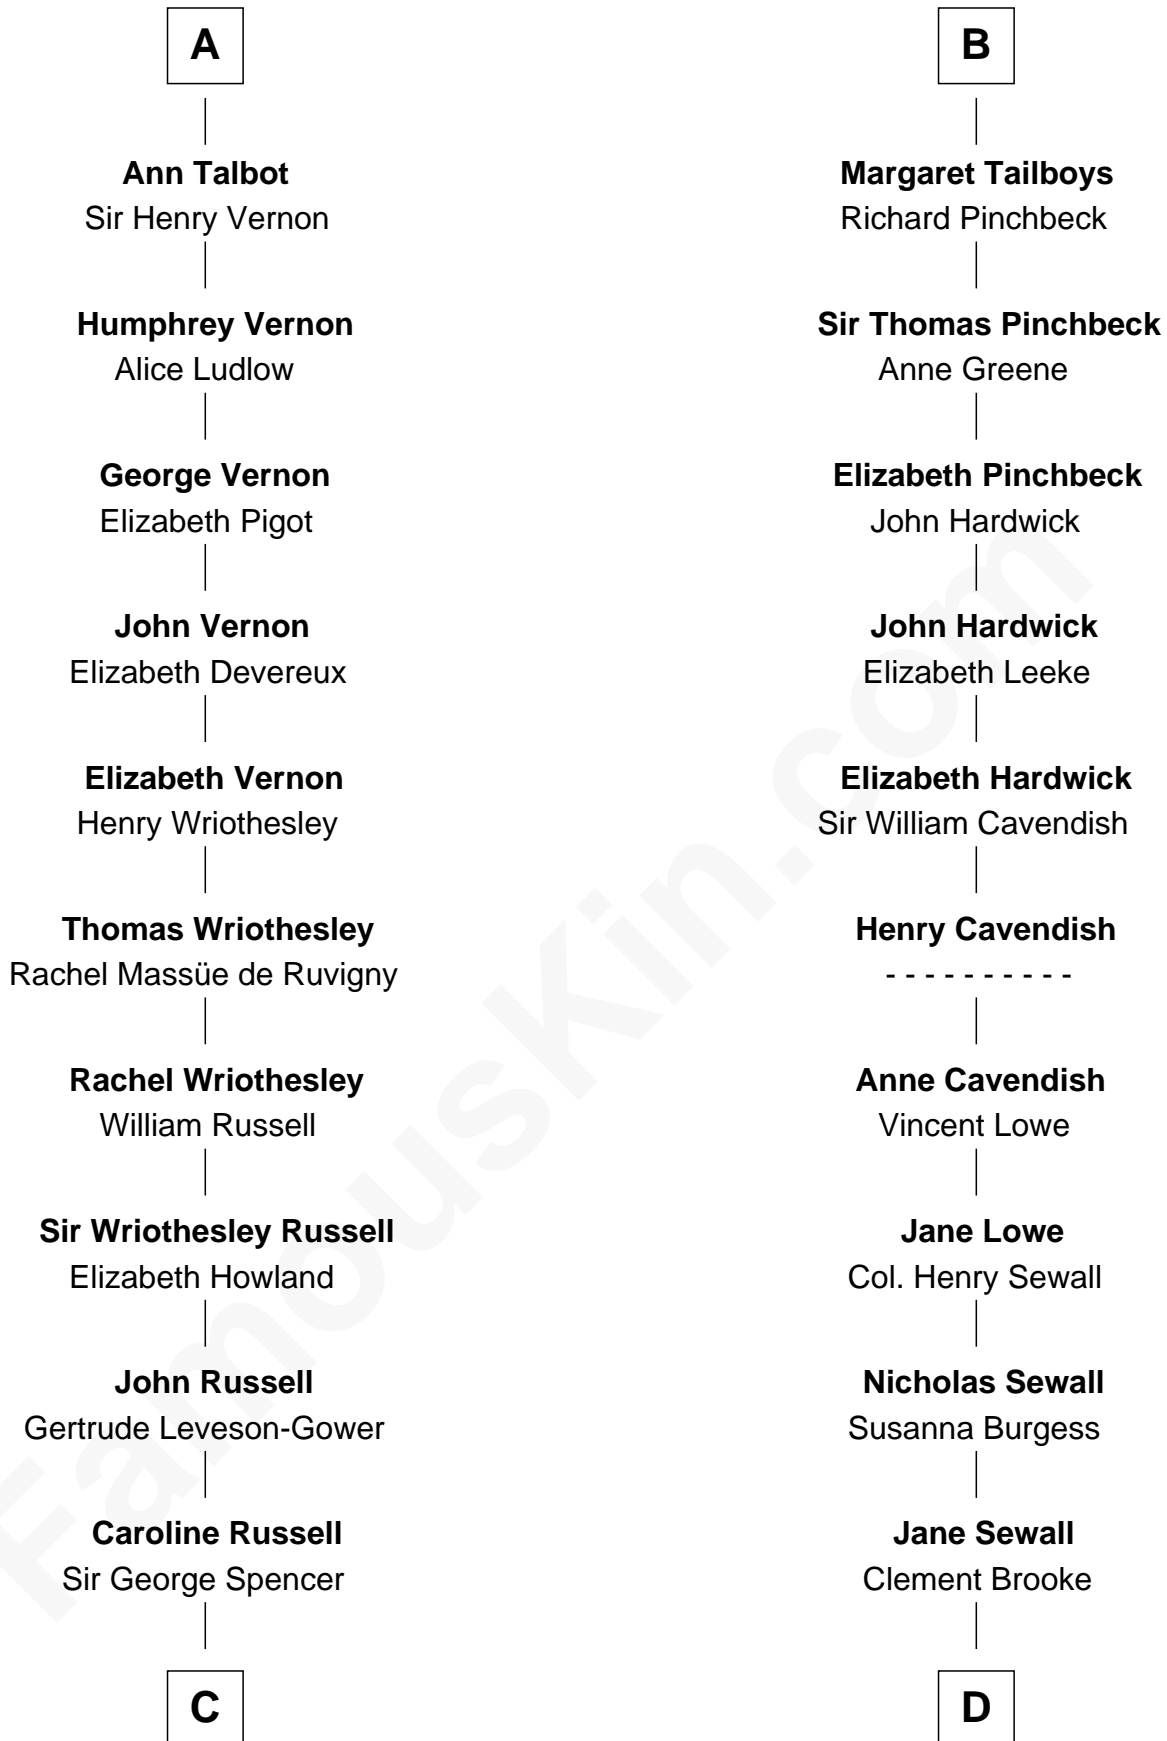 A
Ann Talbot
Sir Henry Vernon
Humphrey Vernon
Alice Ludlow
George Vernon
Elizabeth Pigot
John Vernon
Elizabeth Devereux
Elizabeth Vernon
Henry Wriothesley
Thomas Wriothesley
Rachel Massüe de Ruvigny
Rachel Wriothesley
William Russell
Sir Wriothesley Russell
Elizabeth Howland
John Russell
Gertrude Leveson-Gower
Caroline Russell
Sir George Spencer
C
B
Margaret Tailboys
Richard Pinchbeck
Sir Thomas Pinchbeck
Anne Greene
Elizabeth Pinchbeck
John Hardwick
John Hardwick
Elizabeth Leeke
Elizabeth Hardwick
Sir William Cavendish
Henry Cavendish
- - - - - - - - - -
Anne Cavendish
Vincent Lowe
Jane Lowe
Col. Henry Sewall
Nicholas Sewall
Susanna Burgess
Jane Sewall
Clement Brooke
D
FamousKin.com